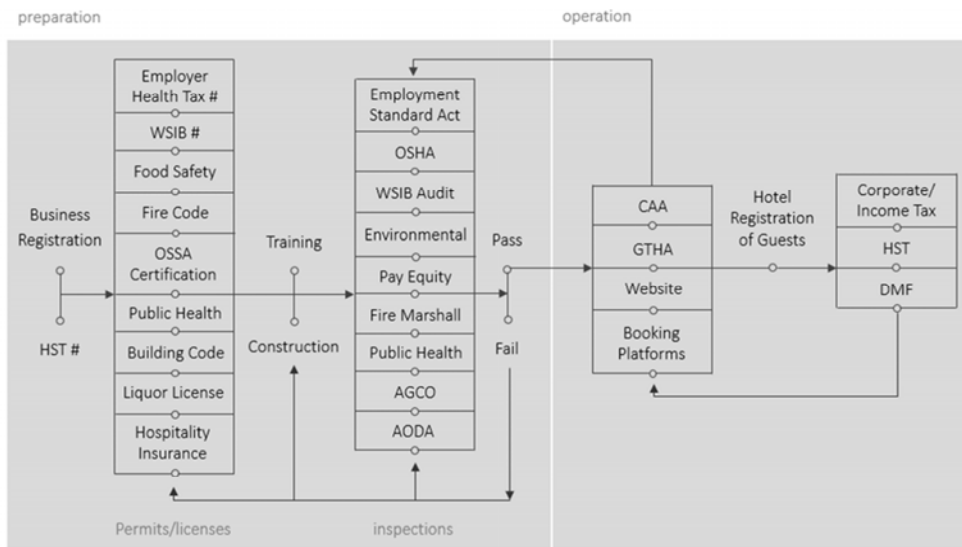 preparation
operation
Business
Registration
HST #
Employer
Health Tax #
WSIB #
Food Safety
Fire Code
OSSA
Certification
Public Health
Building Code
Liquor License
Hospitality
Insurance
Permits/licenses
Training
Construction
Employment
Standard Act
OSHA
WSIB Audit
Environmental
Pay Equity
Fire Marshall
Public Health
AGCO
AODA
inspections
Pass
Fail
CAA
GTHA
Website
Booking
Platforms
Hotel
Registration
of Guests
Corporate/
Income Tax
HST
DMF